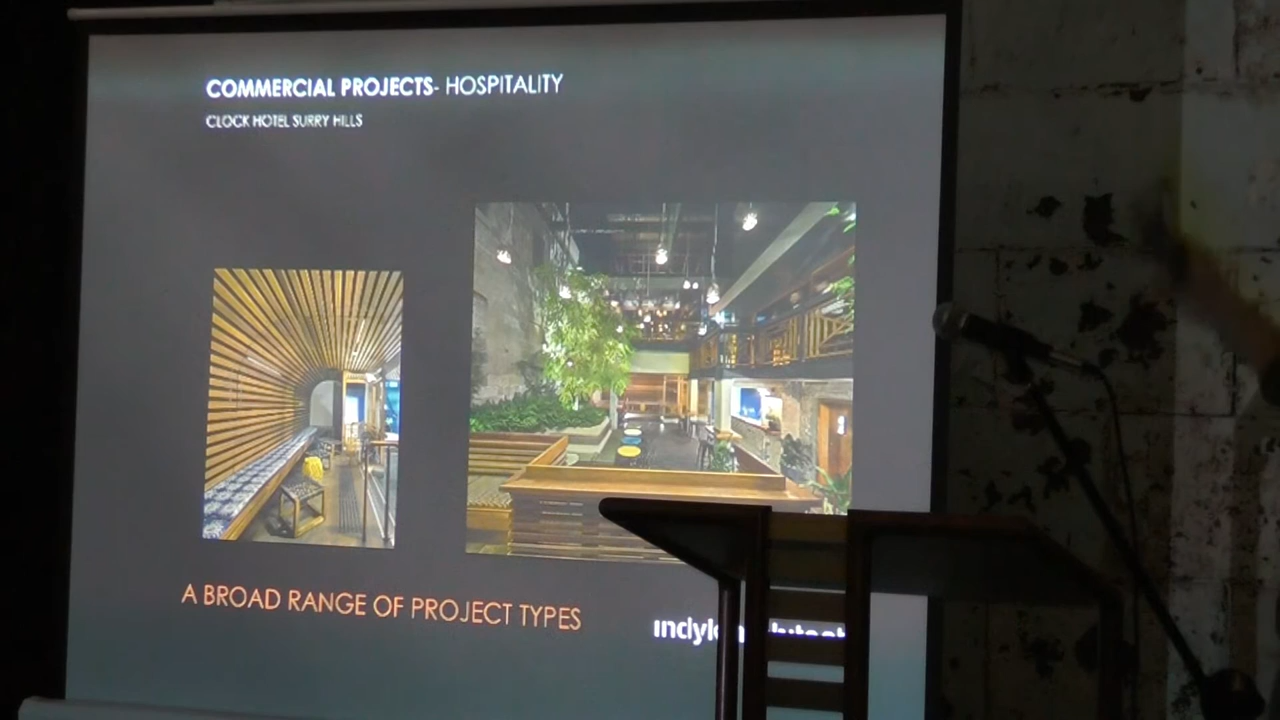 COMMERCIAL PROJECTS- HOSPITALITY
CLOCK HOTEL SURRY HILLS
A BROAD RANGE OF PROJECT TYPES